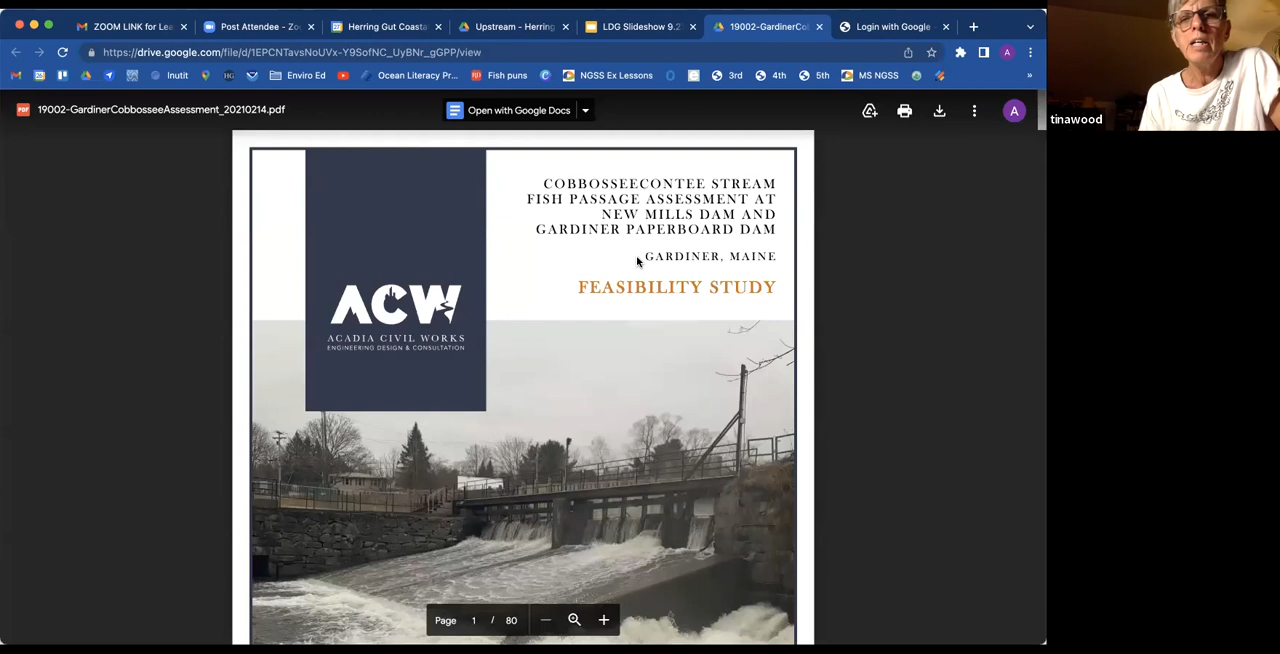 ZOOM LINK for Lea
Post Attendee - Zo
Herring Gut Coasta
Upstream - Herring
LDG Slideshow 9.2
19002-GardinerCo
Login with Google
https://drive.google.com/file/d/1EPCNTavsNoUVx-Y9SofNC_UyBNr_gGPP/view
A
Inutit
HG
Enviro Ed
Ocean Literacy Pr...
Fish puns
NGSS Ex Lessons
3rd
4th
5th
MS NGSS
»
PDF
19002-GardinerCobbosseeAssessment_20210214.pdf
Open with Google Docs
A
tinawood
COBBOSSEECONTEE STREAM
FISH PASSAGE ASSESSMENT AT
NEW MILLS DAM AND
GARDINER PAPERBOARD DAM
GARDINER, MAINE
FEASIBILITY STUDY
ACW
ACADIA CIVIL WORKS
ENGINEERING DESIGN & CONSULTATION
Page 1 / 80